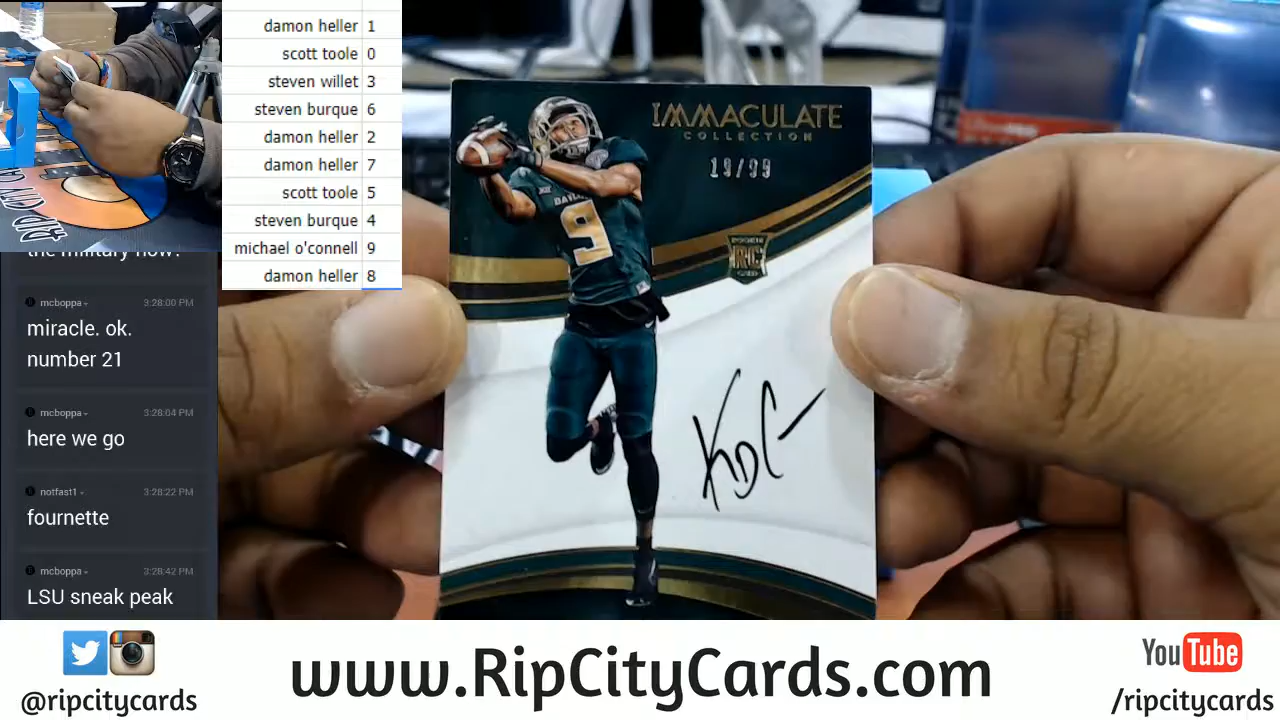 damon heller 1
scott toole 0
steven willet 3
steven burque 6
damon heller 2
damon heller 7
scott toole 5
steven burque 4
michael o'connell 9
damon heller 8
the military now?
mcboppa 3:28:00 PM
miracle. ok.
number 21
mcboppa 3:28:04 PM
here we go
notfast1 3:28:22 PM
fournette
mcboppa 3:28:42 PM
LSU sneak peak
IMMACULATE
COLLECTION
19/99
BAYLOR
9
RC
www.RipCityCards.com
@ripcitycards
YouTube
/ripcitycards